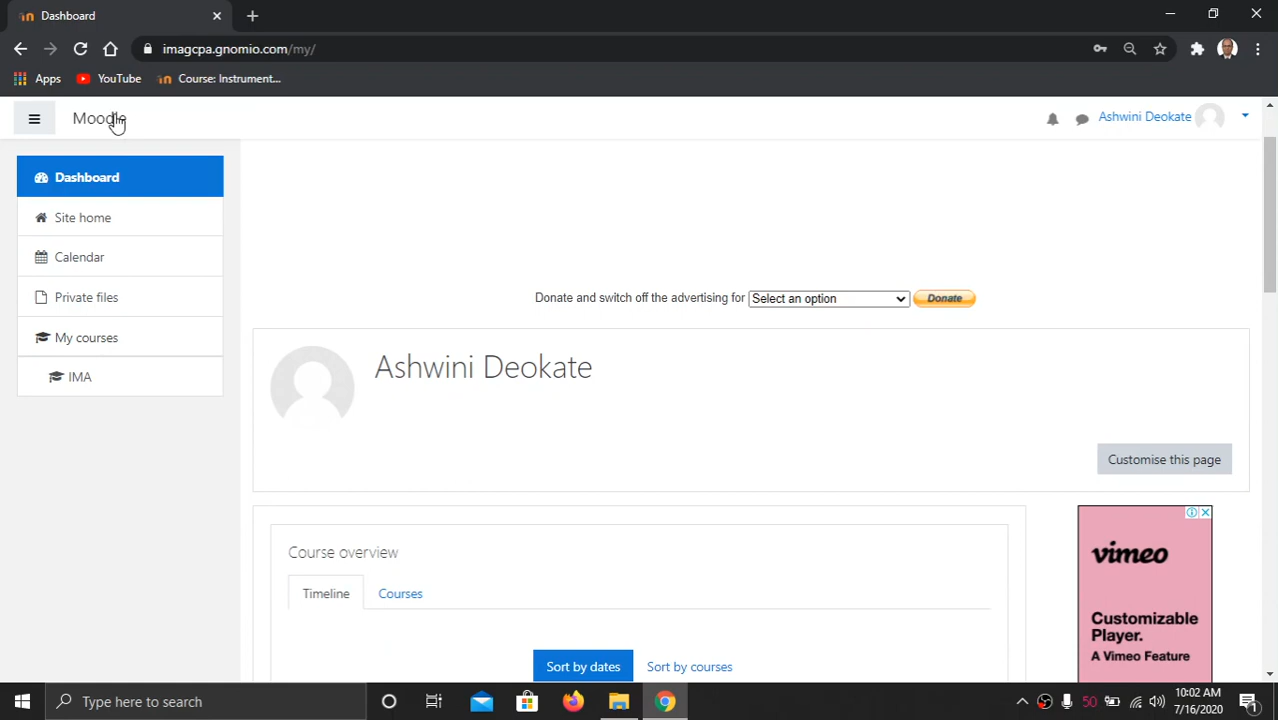 Dashboard
imagcpa.gnomio.com/my/
Apps YouTube Course: Instrument...
Moodle Ashwini Deokate
Dashboard
Site home
Calendar
Private files
My courses
IMA
Donate and switch off the advertising for Select an option Donate
Ashwini Deokate
Customise this page
Course overview
Timeline Courses
Sort by dates Sort by courses
vimeo
Customizable
Player.
A Vimeo Feature
Type here to search
50
10:02 AM
7/16/2020
1